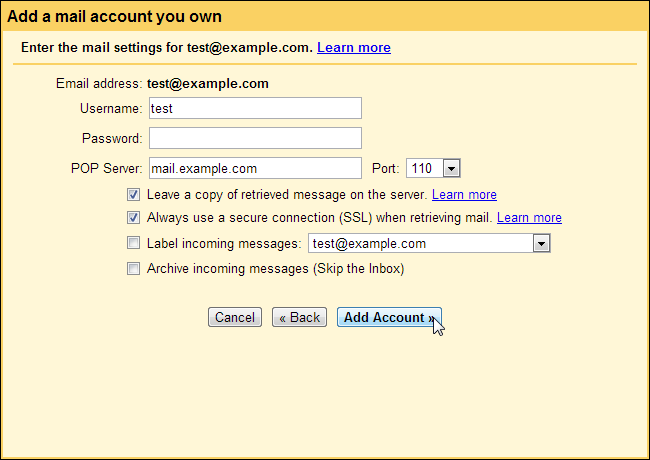 Add a mail account you own
Enter the mail settings for test@example.com. Learn more
Email address: test@example.com
Username: test
Password:
POP Server: mail.example.com Port: 110
Leave a copy of retrieved message on the server. Learn more
Always use a secure connection (SSL) when retrieving mail. Learn more
Label incoming messages: test@example.com
Archive incoming messages (Skip the Inbox)
Cancel « Back Add Account »